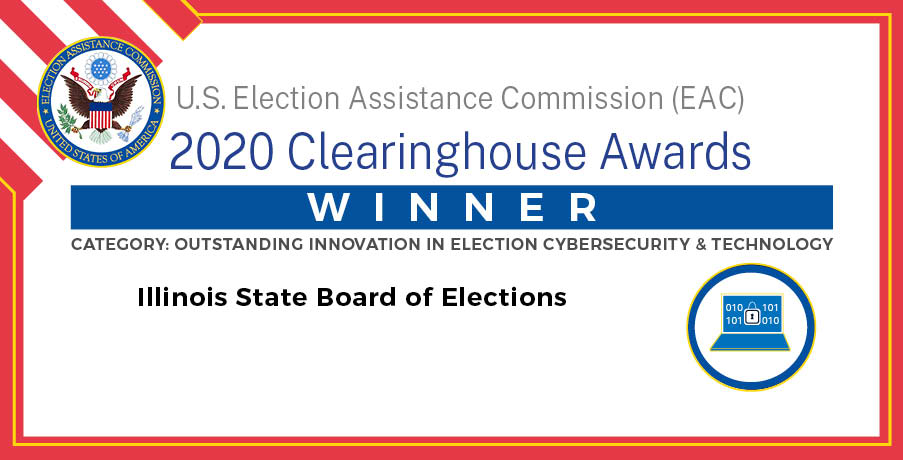 ELECTION ASSISTANCE COMMISSION
UNITED STATES OF AMERICA
U.S. Election Assistance Commission (EAC)
2020 Clearinghouse Awards
WINNER
CATEGORY: OUTSTANDING INNOVATION IN ELECTION CYBERSECURITY & TECHNOLOGY
Illinois State Board of Elections
010 101
101 010